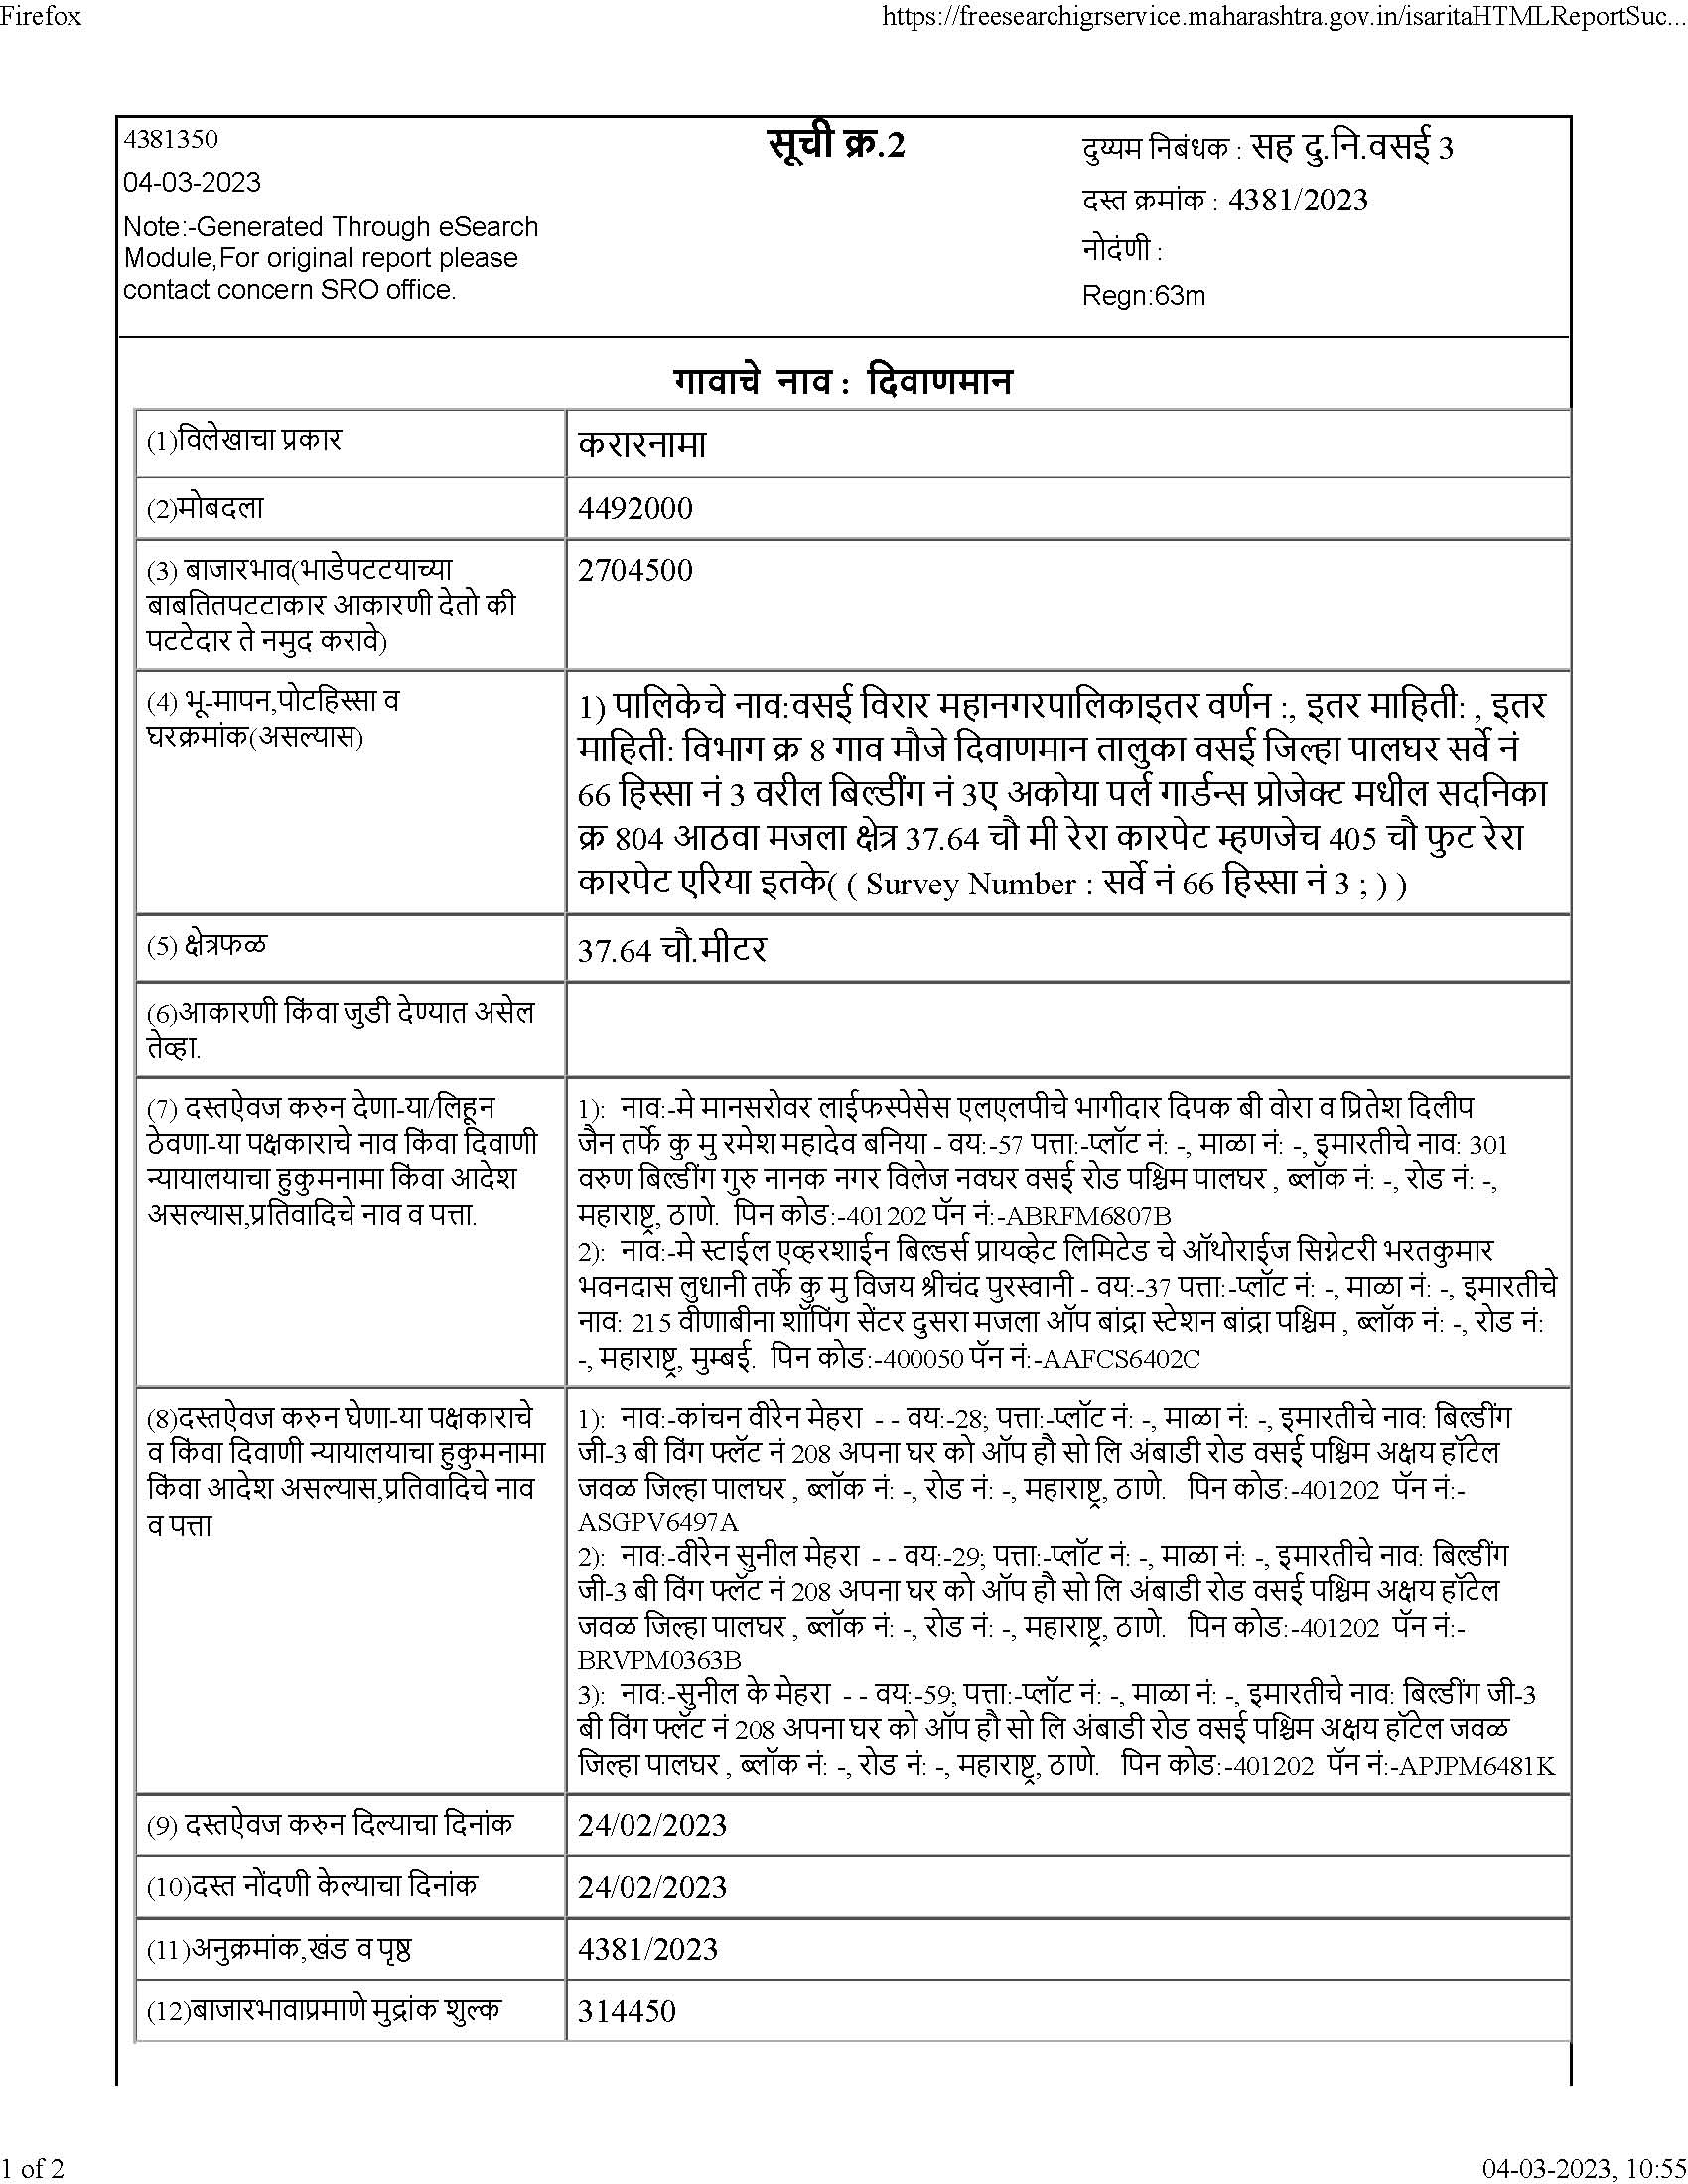 Firefox
https://freesearchigrservice.maharashtra.gov.in/isaritaHTMLReportSuc...
4381350
04-03-2023
Note:-Generated Through eSearch
Module,For original report please
contact concern SRO office.
सूची क्र.2
दुय्यम निबंधक : सह दु.नि.वसई 3
दस्त क्रमांक : 4381/2023
नोदंणी :
Regn:63m
गावाचे नाव : दिवाणमान
(1)विलेखाचा प्रकार
करारनामा
(2)मोबदला
4492000
(3) बाजारभाव(भाडेपटटयाच्या
बाबतितपटटाकार आकारणी देतो की
पटटेदार ते नमुद करावे)
2704500
(4) भू-मापन,पोटहिस्सा व
घरक्रमांक(असल्यास)
1) पालिकेचे नाव:वसई विरार महानगरपालिकाइतर वर्णन :, इतर माहिती: , इतर
माहिती: विभाग क्र 8 गाव मौजे दिवाणमान तालुका वसई जिल्हा पालघर सर्वे नं
66 हिस्सा नं 3 वरील बिल्डींग नं 3ए अकोया पर्ल गार्डन्स प्रोजेक्ट मधील सदनिका
क्र 804 आठवा मजला क्षेत्र 37.64 चौ मी रेरा कारपेट म्हणजेच 405 चौ फुट रेरा
कारपेट एरिया इतके( ( Survey Number : सर्वे नं 66 हिस्सा नं 3 ; ) )
(5) क्षेत्रफळ
37.64 चौ.मीटर
(6)आकारणी किंवा जुडी देण्यात असेल
तेव्हा.
(7) दस्तऐवज करुन देणा-या/लिहून
ठेवणा-या पक्षकाराचे नाव किंवा दिवाणी
न्यायालयाचा हुकुमनामा किंवा आदेश
असल्यास,प्रतिवादिचे नाव व पत्ता.
1): नाव:-मे मानसरोवर लाईफस्पेसेस एलएलपीचे भागीदार दिपक बी वोरा व प्रितेश दिलीप
जैन तर्फे कु मु रमेश महादेव बनिया - वय:-57 पत्ता:-प्लॉट नं: -, माळा नं: -, इमारतीचे नाव: 301
वरुण बिल्डींग गुरु नानक नगर विलेज नवघर वसई रोड पश्चिम पालघर , ब्लॉक नं: -, रोड नं: -,
महाराष्ट्र, ठाणे. पिन कोड:-401202 पॅन नं:-ABRFM6807B
2): नाव:-मे स्टाईल एव्हरशाईन बिल्डर्स प्रायव्हेट लिमिटेड चे ऑथोराईज सिग्नेटरी भरतकुमार
भवनदास लुधानी तर्फे कु मु विजय श्रीचंद पुरस्वानी - वय:-37 पत्ता:-प्लॉट नं: -, माळा नं: -, इमारतीचे
नाव: 215 वीणाबीना शॉपिंग सेंटर दुसरा मजला ऑप बांद्रा स्टेशन बांद्रा पश्चिम , ब्लॉक नं: -, रोड नं:
-, महाराष्ट्र, मुम्बई. पिन कोड:-400050 पॅन नं:-AAFCS6402C
(8)दस्तऐवज करुन घेणा-या पक्षकाराचे
व किंवा दिवाणी न्यायालयाचा हुकुमनामा
किंवा आदेश असल्यास,प्रतिवादिचे नाव
व पत्ता
1): नाव:-कांचन वीरेन मेहरा - - वय:-28; पत्ता:-प्लॉट नं: -, माळा नं: -, इमारतीचे नाव: बिल्डींग
जी-3 बी विंग फ्लॅट नं 208 अपना घर को ऑप हौ सो लि अंबाडी रोड वसई पश्चिम अक्षय हॉटेल
जवळ जिल्हा पालघर , ब्लॉक नं: -, रोड नं: -, महाराष्ट्र, ठाणे. पिन कोड:-401202 पॅन नं:-
ASGPV6497A
2): नाव:-वीरेन सुनील मेहरा - - वय:-29; पत्ता:-प्लॉट नं: -, माळा नं: -, इमारतीचे नाव: बिल्डींग
जी-3 बी विंग फ्लॅट नं 208 अपना घर को ऑप हौ सो लि अंबाडी रोड वसई पश्चिम अक्षय हॉटेल
जवळ जिल्हा पालघर , ब्लॉक नं: -, रोड नं: -, महाराष्ट्र, ठाणे. पिन कोड:-401202 पॅन नं:-
BRVPM0363B
3): नाव:-सुनील के मेहरा - - वय:-59; पत्ता:-प्लॉट नं: -, माळा नं: -, इमारतीचे नाव: बिल्डींग जी-3
बी विंग फ्लॅट नं 208 अपना घर को ऑप हौ सो लि अंबाडी रोड वसई पश्चिम अक्षय हॉटेल जवळ
जिल्हा पालघर , ब्लॉक नं: -, रोड नं: -, महाराष्ट्र, ठाणे. पिन कोड:-401202 पॅन नं:-APJPM6481K
(9) दस्तऐवज करुन दिल्याचा दिनांक
24/02/2023
(10)दस्त नोंदणी केल्याचा दिनांक
24/02/2023
(11)अनुक्रमांक,खंड व पृष्ठ
4381/2023
(12)बाजारभावाप्रमाणे मुद्रांक शुल्क
314450
1 of 2
04-03-2023, 10:55